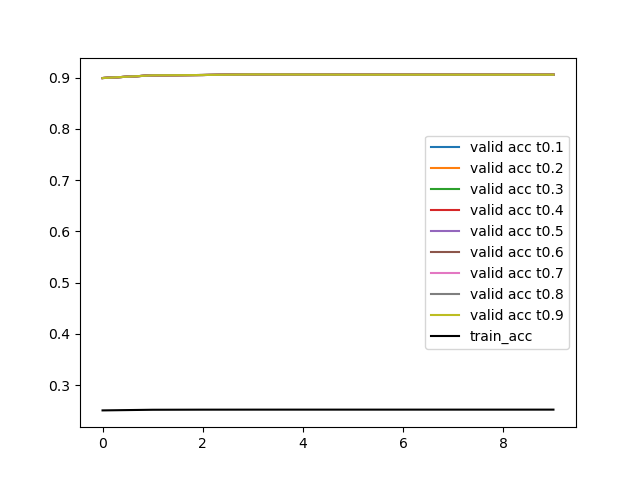 0.9
0.8
0.7
0.6
0.5
0.4
0.3
0 2 4 6 8
valid acc t0.1
valid acc t0.2
valid acc t0.3
valid acc t0.4
valid acc t0.5
valid acc t0.6
valid acc t0.7
valid acc t0.8
valid acc t0.9
train_acc